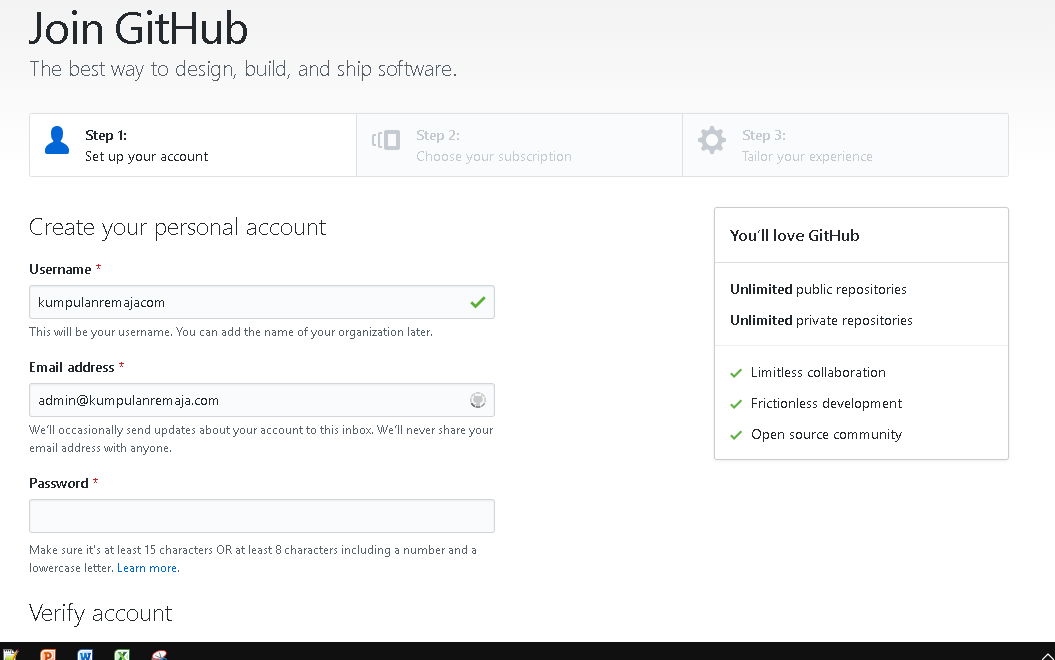 Join GitHub
The best way to design, build, and ship software.
Step 1:
Set up your account
Step 2:
Choose your subscription
Step 3:
Tailor your experience
Create your personal account
Username *
kumpulanremajacom
This will be your username. You can add the name of your organization later.
Email address *
admin@kumpulanremaja.com
We'll occasionally send updates about your account to this inbox. We'll never share your
email address with anyone.
Password *
Make sure it's at least 15 characters OR at least 8 characters including a number and a
lowercase letter. Learn more.
Verify account
You'll love GitHub
Unlimited public repositories
Unlimited private repositories
Limitless collaboration
Frictionless development
Open source community